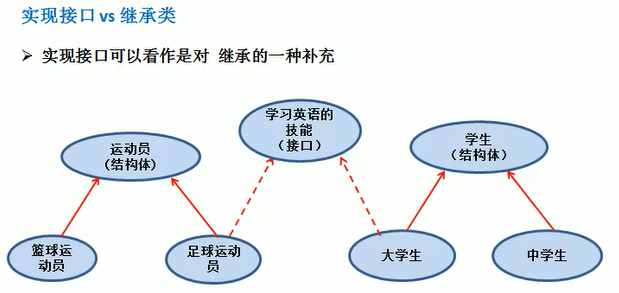 实现接口 vs 继承类
➢ 实现接口可以看作是对 继承的一种补充
学习英语的
技能
（接口）
运动员
（结构体）
学生
（结构体）
篮球运
动员
足球运动
员
大学生
中学生